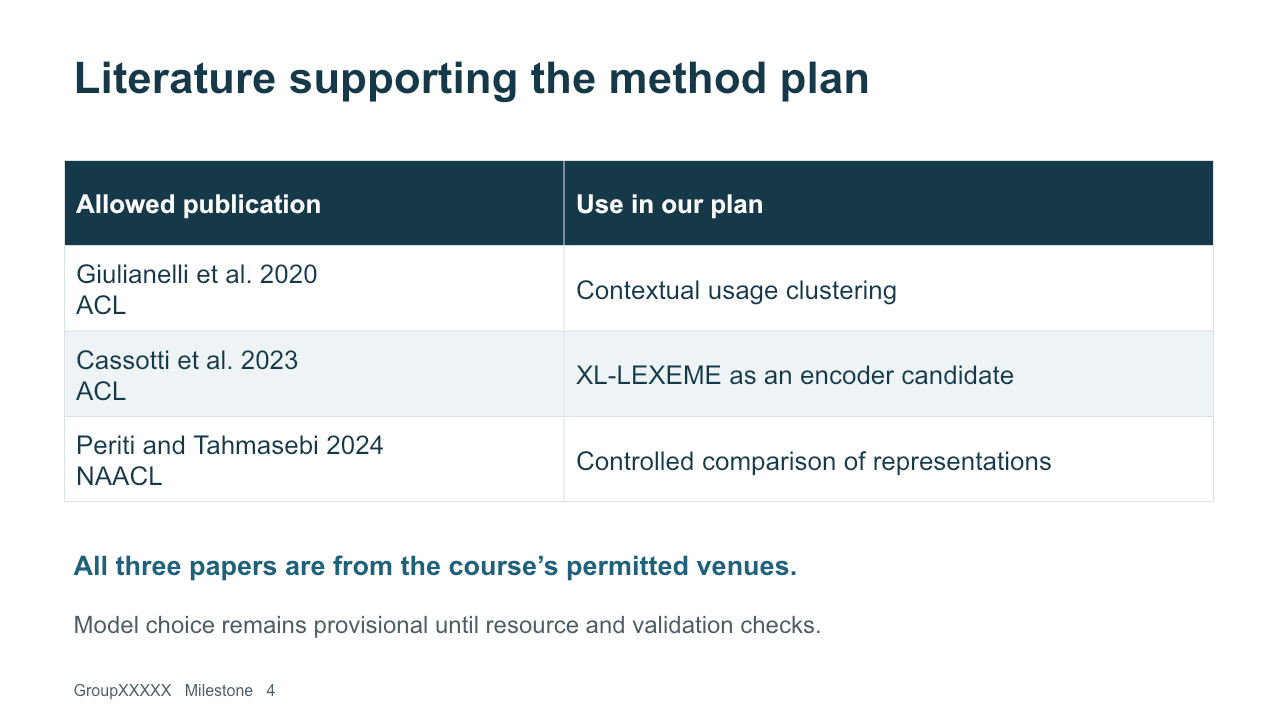 Literature supporting the method plan
Allowed publication
Use in our plan
Giulianelli et al. 2020
ACL
Contextual usage clustering
Cassotti et al. 2023
ACL
XL-LEXEME as an encoder candidate
Periti and Tahmasebi 2024
NAACL
Controlled comparison of representations
All three papers are from the course’s permitted venues.
Model choice remains provisional until resource and validation checks.
GroupXXXXX Milestone 4